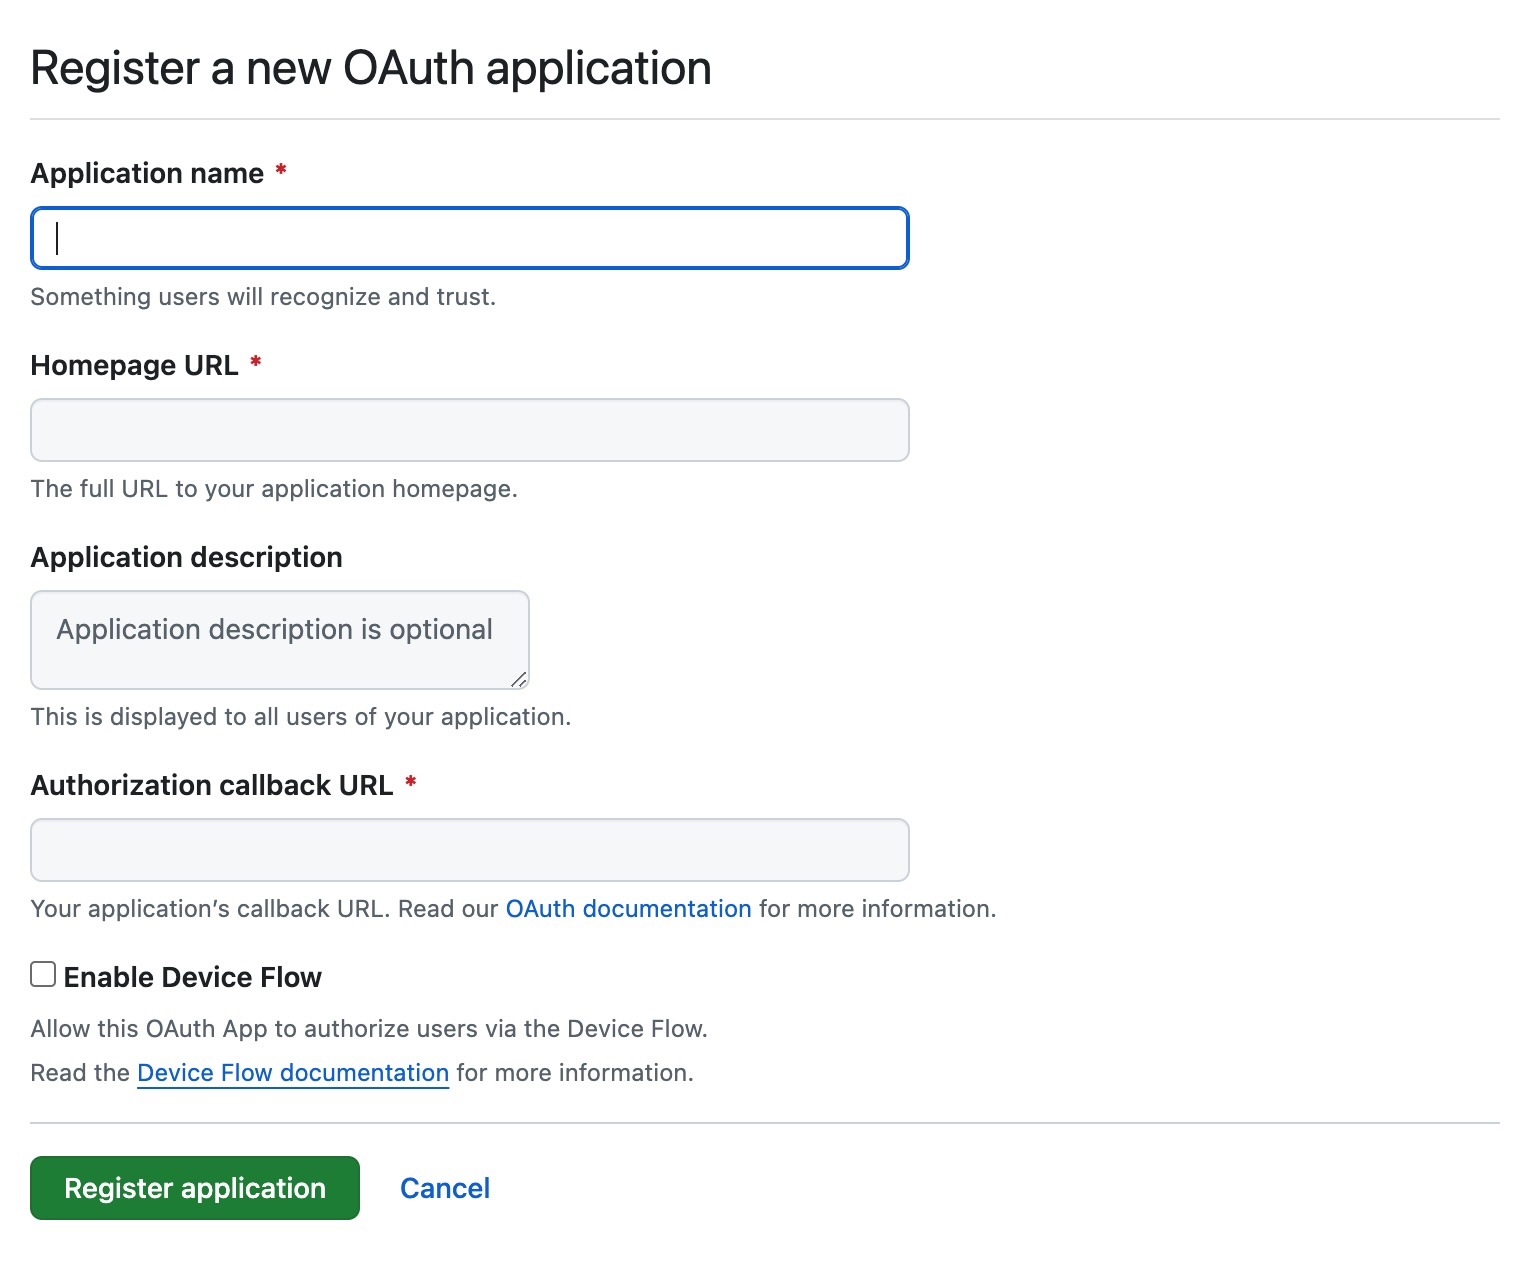 Register a new OAuth application
Application name *
Something users will recognize and trust.
Homepage URL *
The full URL to your application homepage.
Application description
Application description is optional
This is displayed to all users of your application.
Authorization callback URL *
Your application’s callback URL. Read our OAuth documentation for more information.
Enable Device Flow
Allow this OAuth App to authorize users via the Device Flow.
Read the Device Flow documentation for more information.
Register application Cancel